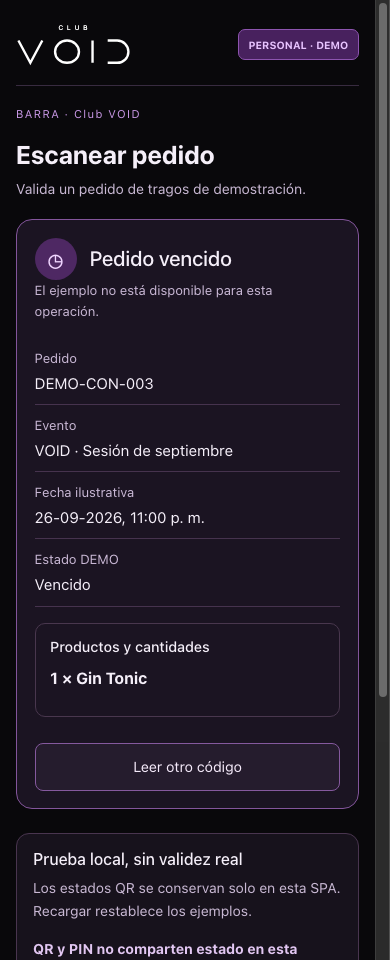 CLUB
VOID
PERSONAL · DEMO
BARRA · Club VOID
Escanear pedido
Valida un pedido de tragos de demostración.
Pedido vencido
El ejemplo no está disponible para esta
operación.
Pedido
DEMO-CON-003
Evento
VOID · Sesión de septiembre
Fecha ilustrativa
26-09-2026, 11:00 p. m.
Estado DEMO
Vencido
Productos y cantidades
1 × Gin Tonic
Leer otro código
Prueba local, sin validez real
Los estados QR se conservan solo en esta SPA.
Recargar restablece los ejemplos.
QR y PIN no comparten estado en esta